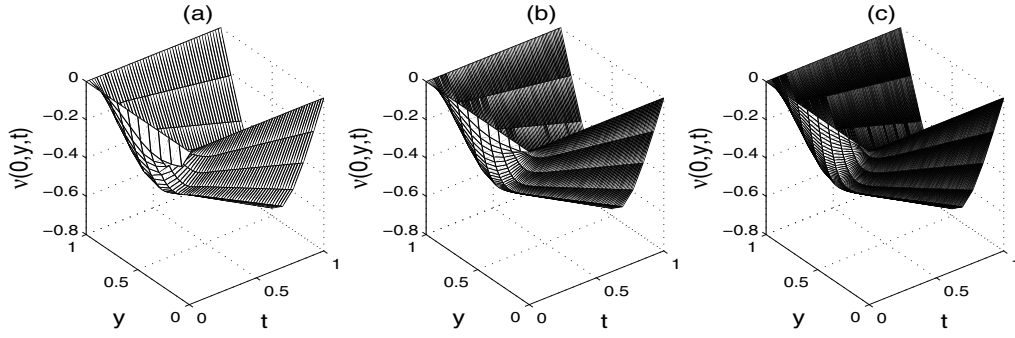 (a) (b) (c)
0 0 0
−0.2 −0.2 −0.2
−0.4 −0.4 −0.4
−0.6 −0.6 −0.6
−0.8 −0.8 −0.8
ν(0,y,t) ν(0,y,t) ν(0,y,t)
1 1 1 1 1 1
0.5 0.5 0.5 0.5 0.5 0.5
0 0 0 0 0 0
y t y t y t